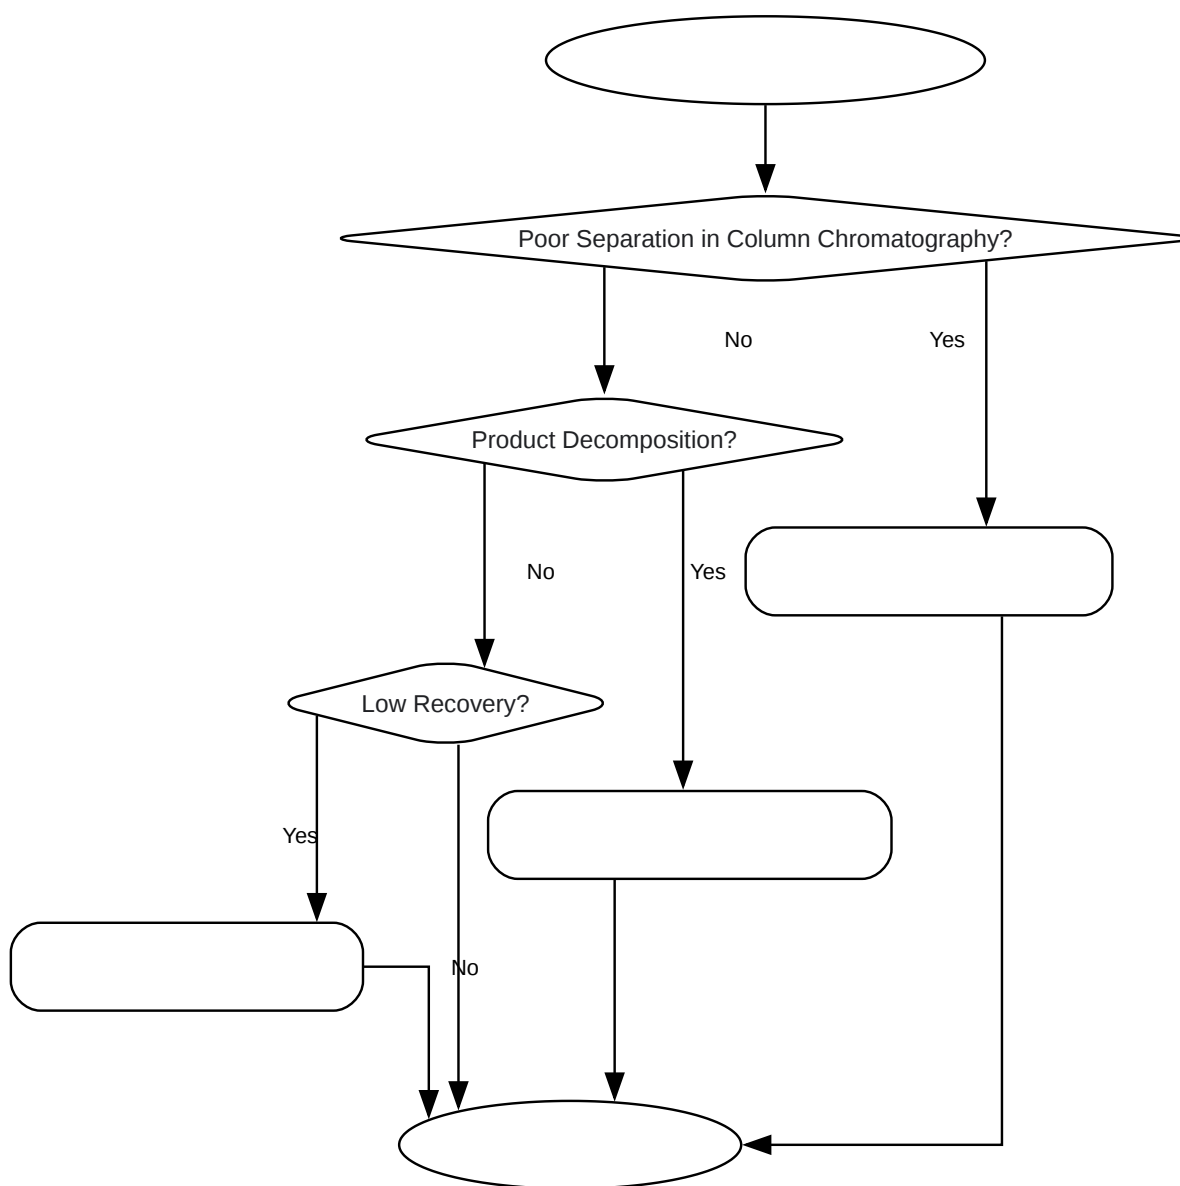 Poor Separation in Column Chromatography?
No
Yes
Product Decomposition?
No
Yes
Low Recovery?
Yes
No